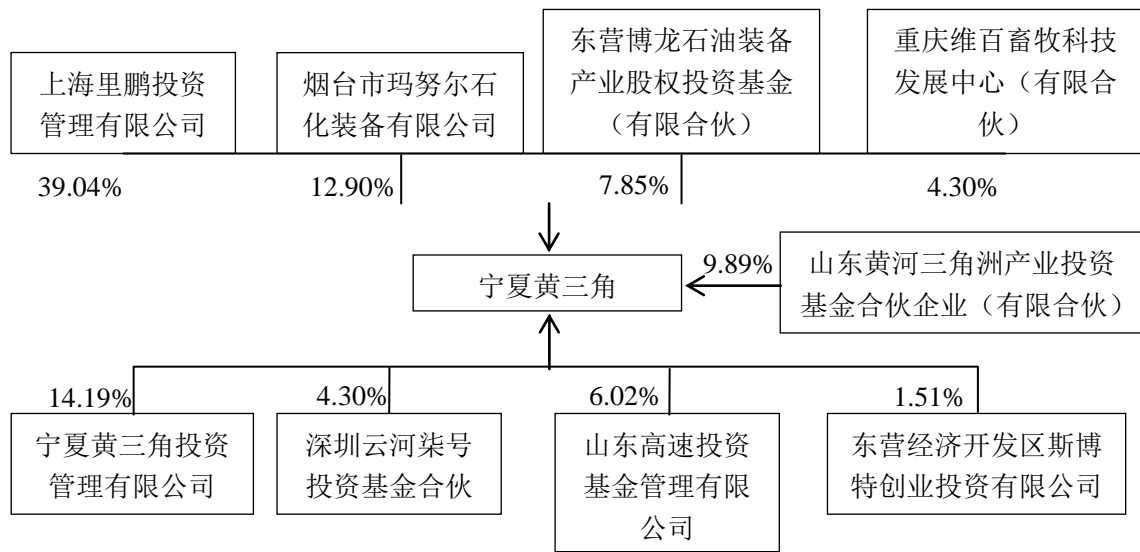 上海里鹏投资
管理有限公司
烟台市玛努尔石
化装备有限公司
东营博龙石油装备
产业股权投资基金
（有限合伙）
重庆维百畜牧科技
发展中心（有限合
伙）
39.04%
12.90%
7.85%
4.30%
宁夏黄三角
9.89%
山东黄河三角洲产业投资
基金合伙企业（有限合伙）
14.19%
4.30%
6.02%
1.51%
宁夏黄三角投资
管理有限公司
深圳云河柒号
投资基金合伙
山东高速投资
基金管理有限
公司
东营经济开发区斯博
特创业投资有限公司